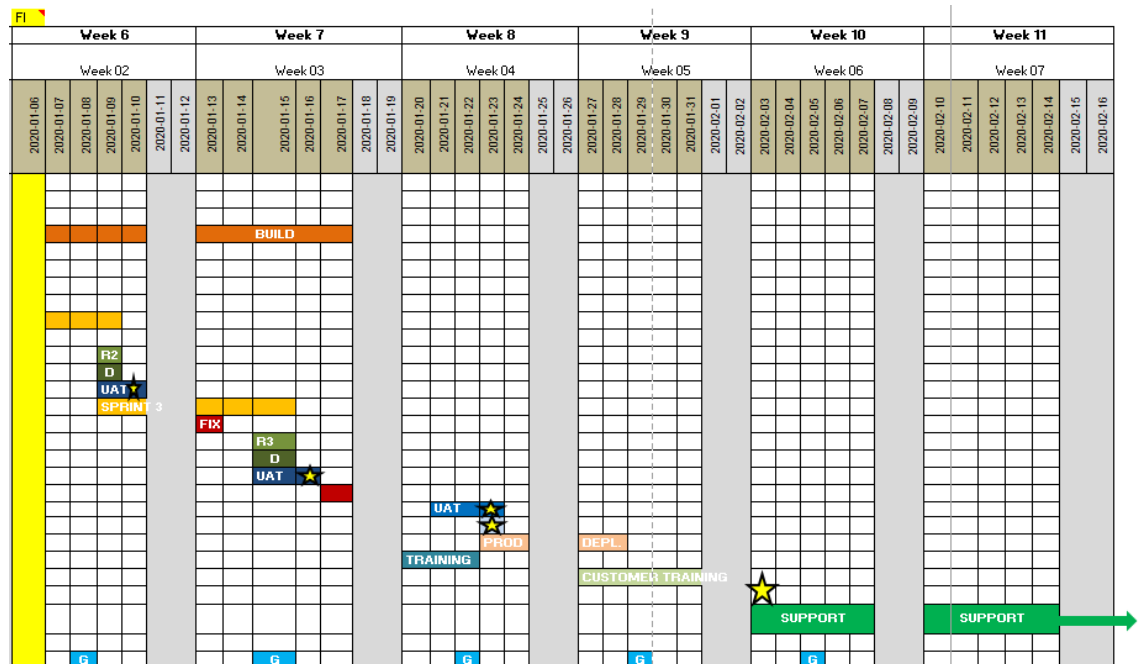 FI
Week 6 Week 7 Week 8 Week 9 Week 10 Week 11
Week 02 Week 03 Week 04 Week 05 Week 06 Week 07
2020-01-06 2020-01-07 2020-01-08 2020-01-09 2020-01-10 2020-01-11 2020-01-12 2020-01-13 2020-01-14 2020-01-15 2020-01-16 2020-01-17 2020-01-18 2020-01-19 2020-01-20 2020-01-21 2020-01-22 2020-01-23 2020-01-24 2020-01-25 2020-01-26 2020-01-27 2020-01-28 2020-01-29 2020-01-30 2020-01-31 2020-02-01 2020-02-02 2020-02-03 2020-02-04 2020-02-05 2020-02-06 2020-02-07 2020-02-08 2020-02-09 2020-02-10 2020-02-11 2020-02-12 2020-02-13 2020-02-14 2020-02-15 2020-02-16
BUILD
R2
D
UAT
SPRINT 3
FIX
R3
D
UAT
UAT
PROD DEPL.
TRAINING
CUSTOMER TRAINING
SUPPORT SUPPORT
G G G G G